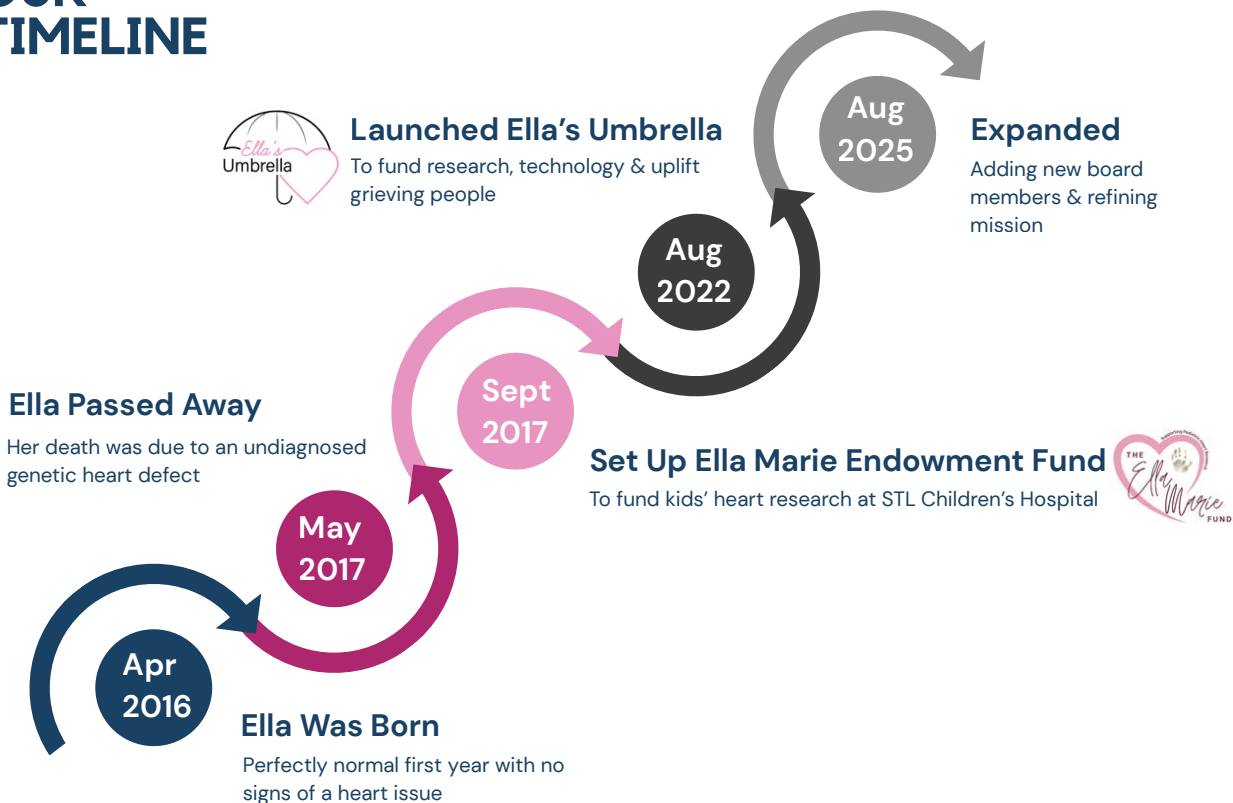 OUR
TIMELINE
Ella's
Umbrella
Launched Ella’s Umbrella
To fund research, technology & uplift
grieving people
Aug
2025
Expanded
Adding new board
members & refining
mission
Aug
2022
Ella Passed Away
Her death was due to an undiagnosed
genetic heart defect
Sept
2017
Set Up Ella Marie Endowment Fund
To fund kids’ heart research at STL Children’s Hospital
THE
Ella
Marie
FUND
May
2017
Apr
2016
Ella Was Born
Perfectly normal first year with no
signs of a heart issue